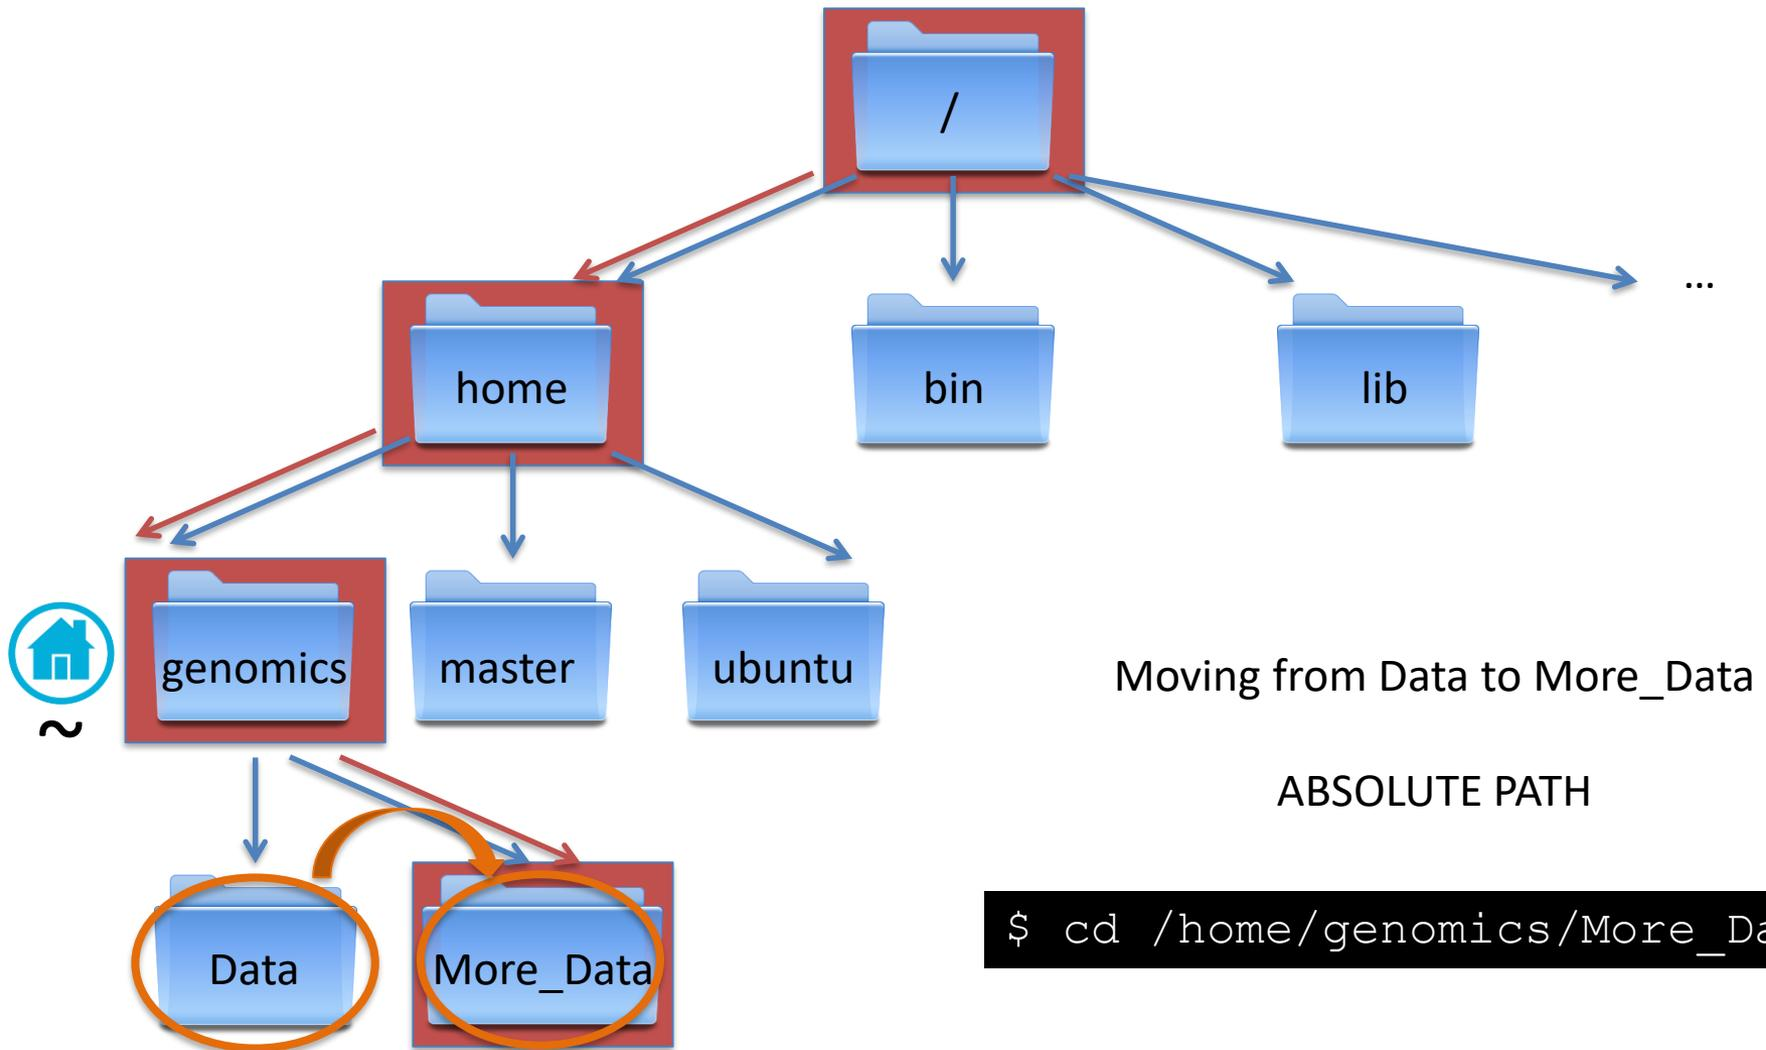 /
...
home
bin
lib
genomics
master
ubuntu
~
Moving from Data to More_Data
ABSOLUTE PATH
$ cd /home/genomics/More_Da
Data
More_Data